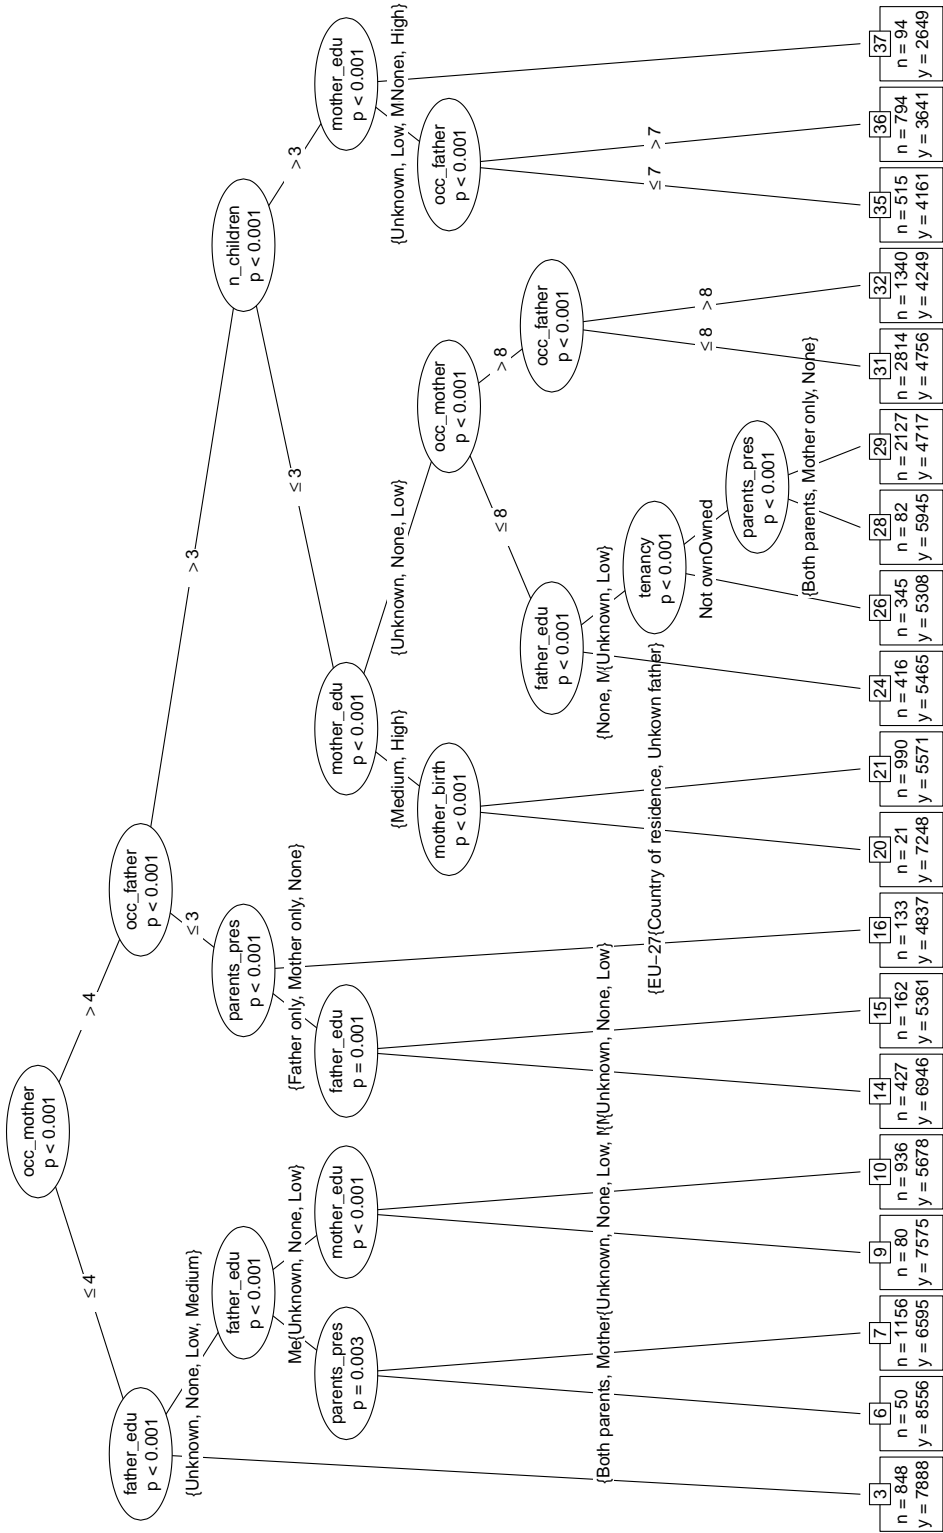 occ_mother
p < 0.001
≤ 4
> 4
father_edu
p < 0.001
{Unknown, None, Low, Medium}
father_edu
p < 0.001
Me{Unknown, None, Low}
parents_pres
p = 0.003
{Both parents, Mother{Unknown, None, Low,
mother_edu
p < 0.001
occ_father
p < 0.001
≤ 3
> 3
parents_pres
p < 0.001
{Father only, Mother only, None}
father_edu
p = 0.001
{Unknown, None, Low}
n_children
p < 0.001
≤ 3
> 3
mother_edu
p < 0.001
{Medium, High}
{Unknown, None, Low}
mother_birth
p < 0.001
{EU−27{Country of residence, Unkown father}
occ_mother
p < 0.001
≤ 8
> 8
father_edu
p < 0.001
{None, M{Unknown, Low}
tenancy
p < 0.001
Not ownOwned
parents_pres
p < 0.001
{Both parents, Mother only, None}
occ_father
p < 0.001
≤ 8
> 8
mother_edu
p < 0.001
{Unknown, Low, High}
occ_father
p < 0.001
≤ 7
> 7
3
n = 848
y = 7888
6
n = 50
y = 8556
7
n = 1156
y = 6595
9
n = 80
y = 7575
10
n = 936
y = 5678
14
n = 427
y = 6946
15
n = 162
y = 5361
16
n = 133
y = 4837
20
n = 21
y = 7248
21
n = 990
y = 5571
24
n = 416
y = 5465
26
n = 345
y = 5308
28
n = 82
y = 5945
29
n = 2127
y = 4717
31
n = 2814
y = 4756
32
n = 1340
y = 4249
35
n = 515
y = 4161
36
n = 794
y = 3641
37
n = 94
y = 2649